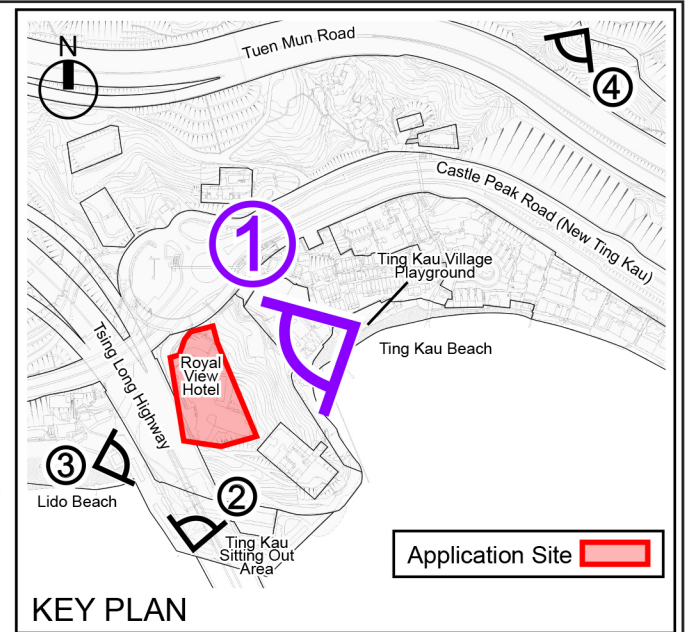 N
Tuen Mun Road
4
Castle Peak Road (New Ting Kau)
1
Ting Kau Village
Playground
Ting Kau Beach
Tsing Long Highway
Royal
View
Hotel
3
Lido Beach
2
Ting Kau
Sitting Out
Area
Application Site
KEY PLAN